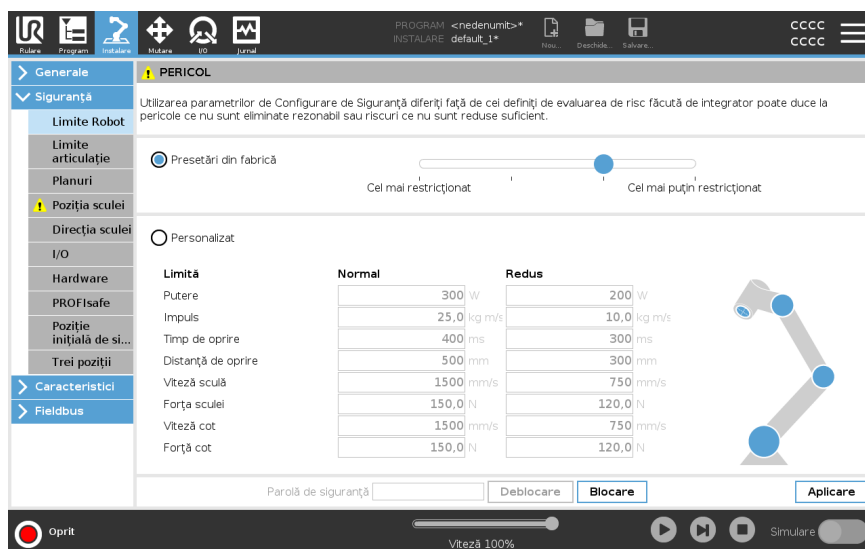 PROGRAM <nedenumit>*
INSTALARE default_1*
Rulare Program Instalare Mutare I/O Jurnal
Nou... Deschide... Salvare...
cccc
cccc
Generale
Siguranță
Limite Robot
Limite
articulație
Planuri
Poziția sculei
Direcția sculei
I/O
Hardware
PROFIsafe
Poziție
inițială de si...
Trei poziții
Caracteristici
Fieldbus
PERICOL
Utilizarea parametrilor de Configurare de Siguranță diferiți față de cei definiți de evaluarea de risc făcută de integrator poate duce la
pericole ce nu sunt eliminate rezonabil sau riscuri ce nu sunt reduse suficient.
Presetări din fabrică
Cel mai restricționat Cel mai puțin restricționat
Personalizat
Limită Normal Redus
Putere 300 W 200 W
Impuls 25,0 kg m/s 10,0 kg m/s
Timp de oprire 400 ms 300 ms
Distanță de oprire 500 mm 300 mm
Viteză sculă 1500 mm/s 750 mm/s
Forța sculei 150,0 N 120,0 N
Viteză cot 1500 mm/s 750 mm/s
Forță cot 150,0 N 120,0 N
Parolă de siguranță Deblocare Blocare Aplicare
Oprit
Viteză 100%
Simulare